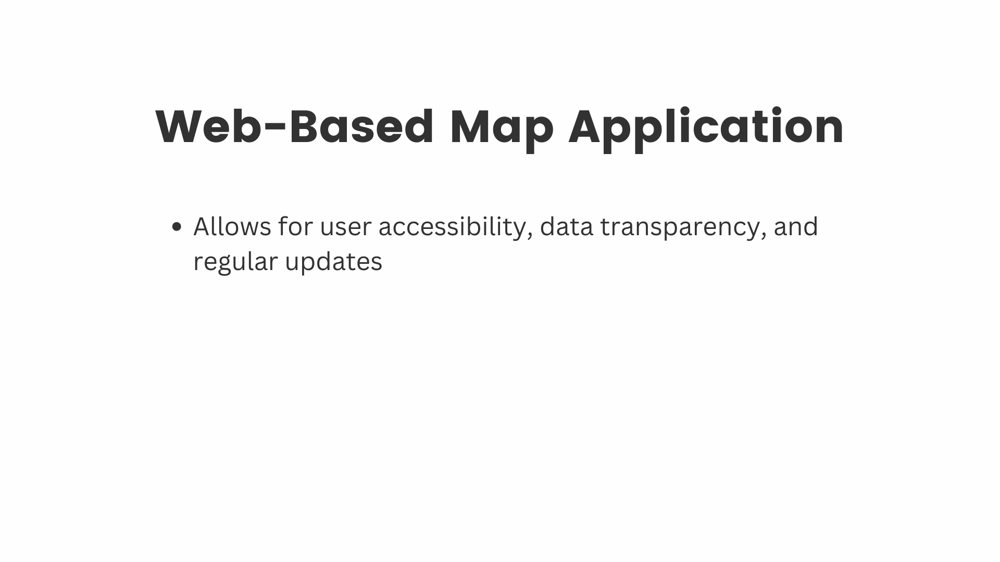 Web-Based Map Application
• Allows for user accessibility, data transparency, and
regular updates